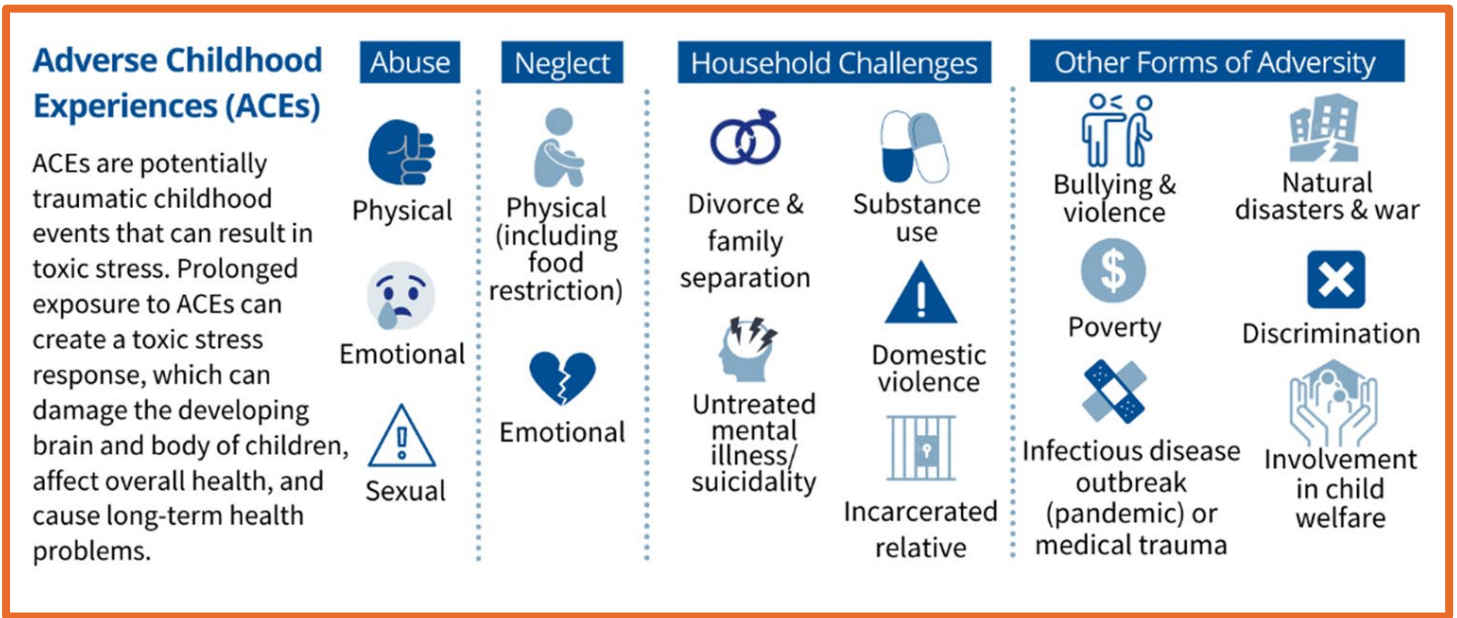 Adverse Childhood
Experiences (ACEs)
ACEs are potentially
traumatic childhood
events that can result in
toxic stress. Prolonged
exposure to ACEs can
create a toxic stress
response, which can
damage the developing
brain and body of children,
affect overall health, and
cause long-term health
problems.
Abuse
Physical
Emotional
Sexual
Neglect
Physical
(including
food
restriction)
Emotional
Household Challenges
Divorce &
family
separation
Substance
use
Untreated
mental
illness/
suicidality
Domestic
violence
Incarcerated
relative
Other Forms of Adversity
Bullying &
violence
Natural
disasters & war
$
Poverty
Discrimination
Infectious disease
outbreak
(pandemic) or
medical trauma
Involvement
in child
welfare